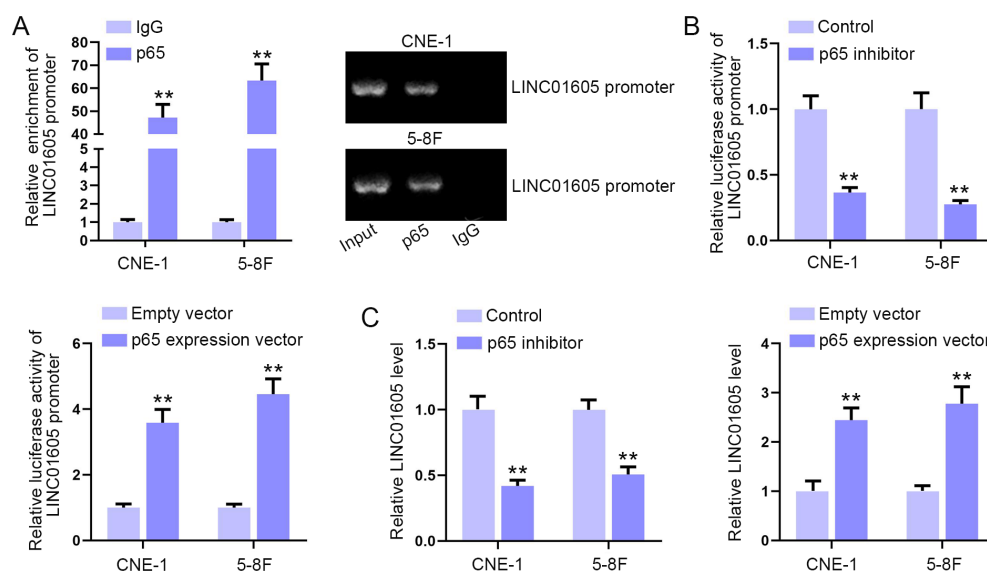 A
IgG
p65
Relative enrichment of
LINC01605 promoter
80
70
60
50
40
5
4
3
2
1
0
**
**
CNE-1
5-8F
CNE-1
LINC01605 promoter
5-8F
LINC01605 promoter
Input
p65
IgG
B
Control
p65 inhibitor
Relative luciferase activity of
LINC01605 promoter
1.5
1.0
0.5
0.0
**
**
CNE-1
5-8F
Empty vector
p65 expression vector
Relative luciferase activity of
LINC01605 promoter
6
4
2
0
**
**
CNE-1
5-8F
C
Control
p65 inhibitor
Relative LINC01605 level
1.5
1.0
0.5
0.0
**
**
CNE-1
5-8F
Empty vector
p65 expression vector
Relative LINC01605 level
4
3
2
1
0
**
**
CNE-1
5-8F